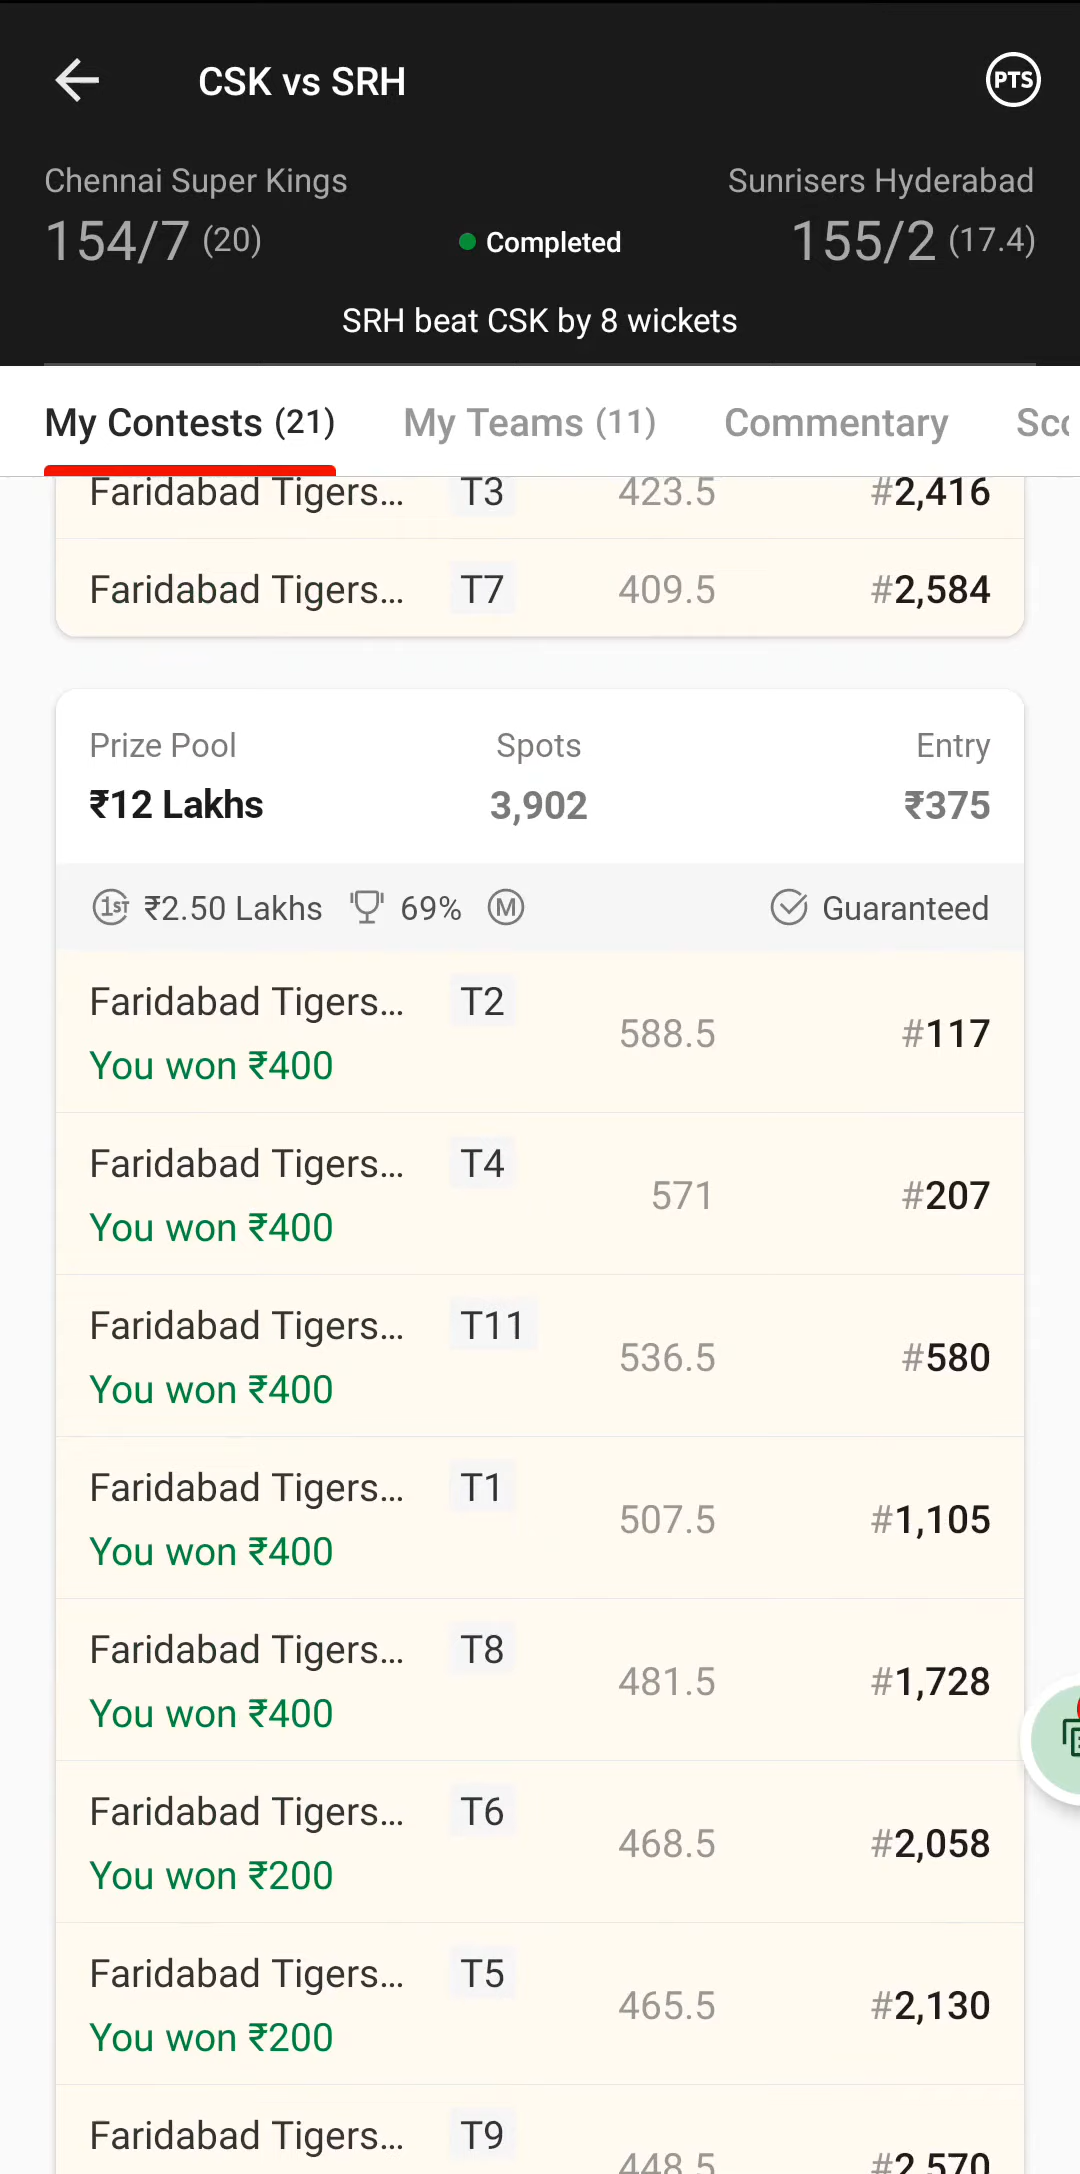 CSK vs SRH
PTS
Chennai Super Kings
Sunrisers Hyderabad
154/7 (20)
Completed
155/2 (17.4)
SRH beat CSK by 8 wickets
My Contests (21)
My Teams (11)
Commentary
Faridabad Tigers... T3 423.5 #2,416
Faridabad Tigers... T7 409.5 #2,584
Prize Pool Spots Entry
₹12 Lakhs 3,902 ₹375
1ST ₹2.50 Lakhs 69% M Guaranteed
Faridabad Tigers... T2
588.5 #117
You won ₹400
Faridabad Tigers... T4
571 #207
You won ₹400
Faridabad Tigers... T11
536.5 #580
You won ₹400
Faridabad Tigers... T1
507.5 #1,105
You won ₹400
Faridabad Tigers... T8
481.5 #1,728
You won ₹400
Faridabad Tigers... T6
468.5 #2,058
You won ₹200
Faridabad Tigers... T5
465.5 #2,130
You won ₹200
Faridabad Tigers... T9
448.5 #2,570